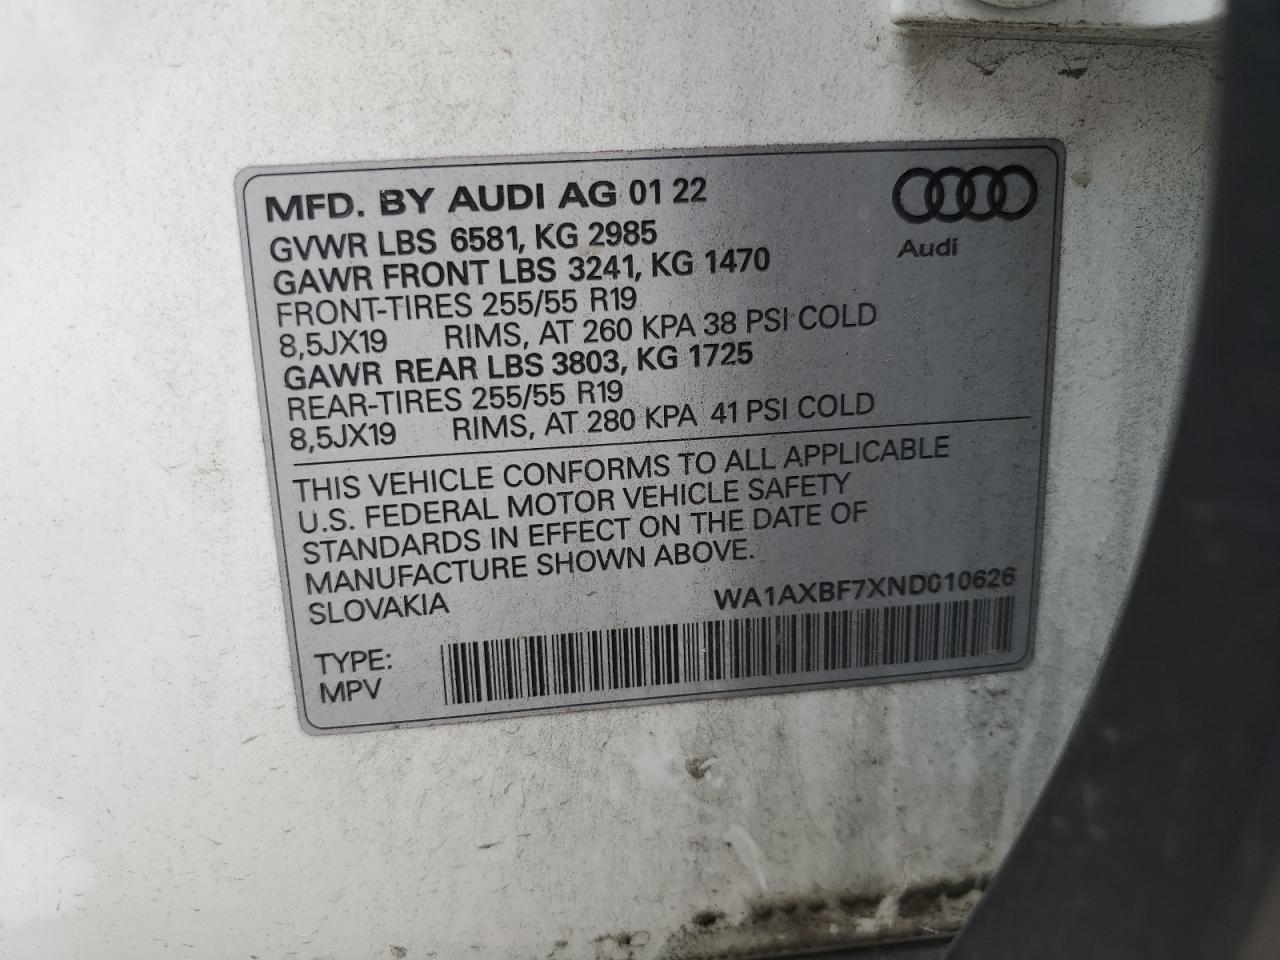 MFD. BY AUDI AG 01 22
Audi
GVWR LBS 6581, KG 2985
GAWR FRONT LBS 3241, KG 1470
FRONT-TIRES 255/55 R19
8,5JX19 RIMS, AT 260 KPA 38 PSI COLD
GAWR REAR LBS 3803, KG 1725
REAR-TIRES 255/55 R19
8,5JX19 RIMS, AT 280 KPA 41 PSI COLD
THIS VEHICLE CONFORMS TO ALL APPLICABLE
U.S. FEDERAL MOTOR VEHICLE SAFETY
STANDARDS IN EFFECT ON THE DATE OF
MANUFACTURE SHOWN ABOVE.
SLOVAKIA WA1AXBF7XND010626
TYPE:
MPV